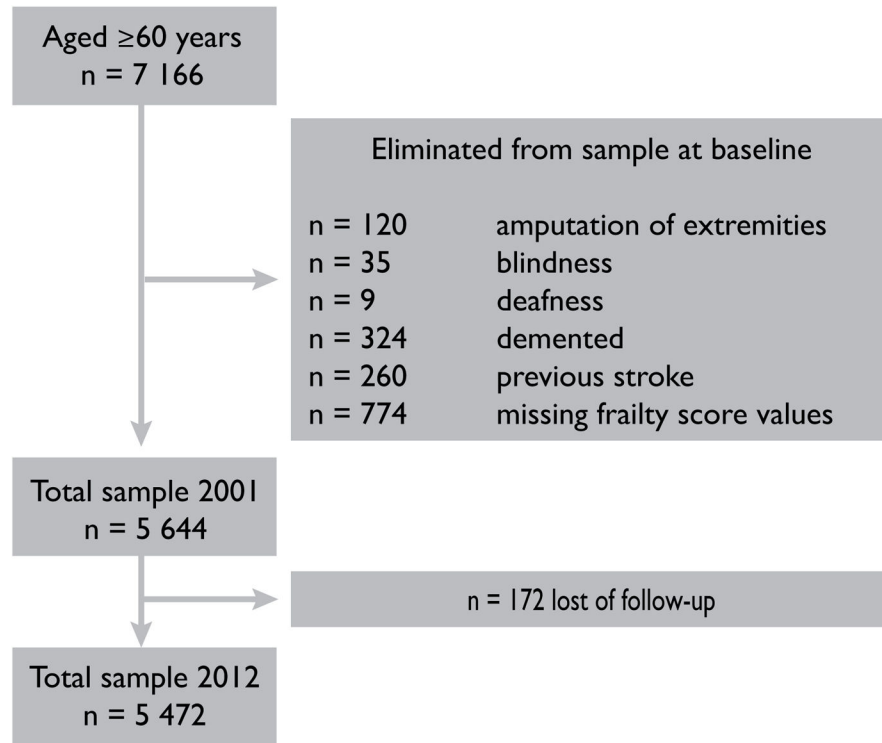 Aged ≥60 years
n = 7 166
Eliminated from sample at baseline
n = 120 amputation of extremities
n = 35 blindness
n = 9 deafness
n = 324 demented
n = 260 previous stroke
n = 774 missing frailty score values
Total sample 2001
n = 5 644
n = 172 lost of follow-up
Total sample 2012
n = 5 472